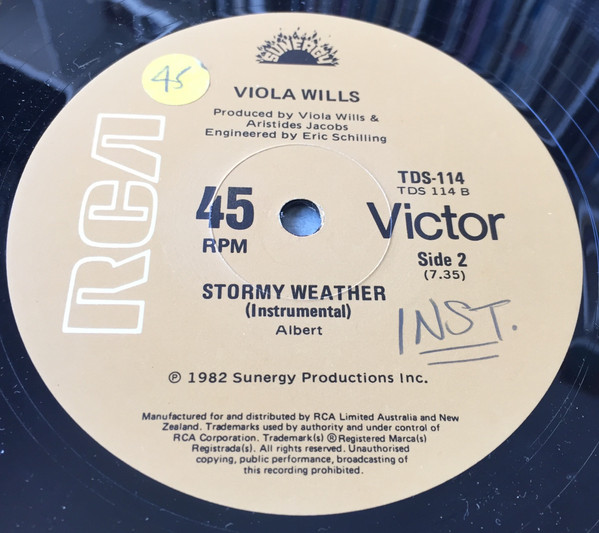 SUNERGY
45
VIOLA WILLS
Produced by Viola Wills &
Aristides Jacobs
Engineered by Eric Schilling
RCA
45
RPM
TDS-114
TDS 114 B
Victor
Side 2
(7.35)
STORMY WEATHER
(Instrumental)
Albert
INST.
℗ 1982 Sunergy Productions Inc.
Manufactured for and distributed by RCA Limited Australia and New
Zealand. Trademarks used by authority and under control of
RCA Corporation. Trademark(s) ® Registered Marca(s)
Registrada(s). All rights reserved. Unauthorised
copying, public performance, broadcasting of
this recording prohibited.